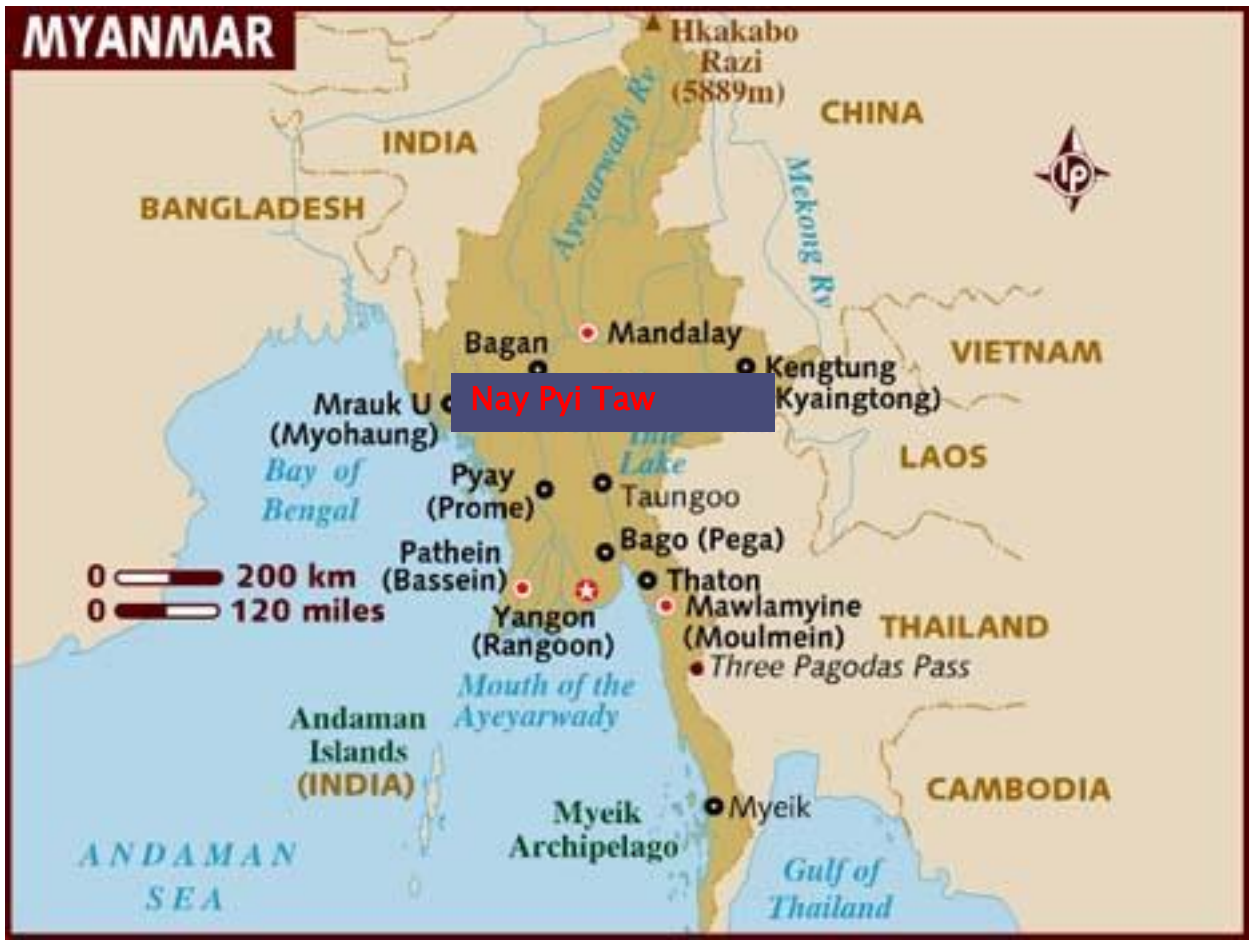 MYANMAR
Hkakabo
Razi
(5889m)
CHINA
INDIA
Ayeyarwady Rv
Mekong Rv
lp
BANGLADESH
Mandalay
Bagan
VIETNAM
Kengtung
Kyaingtong)
Nay Pyi Taw
Mrauk U
(Myohaung)
Inle
Lake
LAOS
Bay of
Bengal
Pyay
(Prome)
Taungoo
Bago (Pega)
Pathein
(Bassein)
0 200 km
0 120 miles
Thaton
Mawlamyine
(Moulmein)
Yangon
(Rangoon)
THAILAND
Three Pagodas Pass
Mouth of the
Ayeyarwady
Andaman
Islands
(INDIA)
CAMBODIA
Myeik
Myeik
Archipelago
ANDAMAN
SEA
Gulf of
Thailand